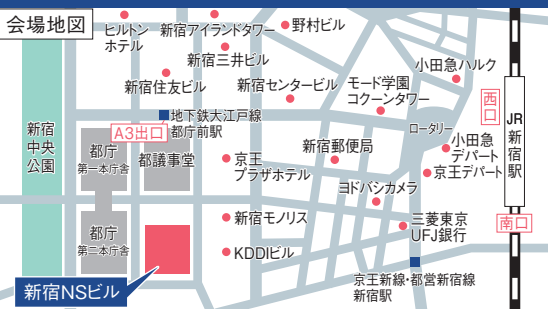 会場地図
ヒルトン
ホテル
新宿アイランドタワー
野村ビル
新宿三井ビル
小田急ハルク
新宿住友ビル
新宿センタービル
モード学園
コクーンタワー
西口
地下鉄大江戸線
都庁前駅
A3出口
ロータリー
JR新宿駅
新宿
中央
公園
都庁
第一本庁舎
都議事堂
京王
プラザホテル
新宿郵便局
小田急
デパート
京王デパート
ヨドバシカメラ
新宿モノリス
三菱東京
UFJ銀行
南口
都庁
第二本庁舎
KDDIビル
京王新線・都営新宿線
新宿駅
新宿NSビル